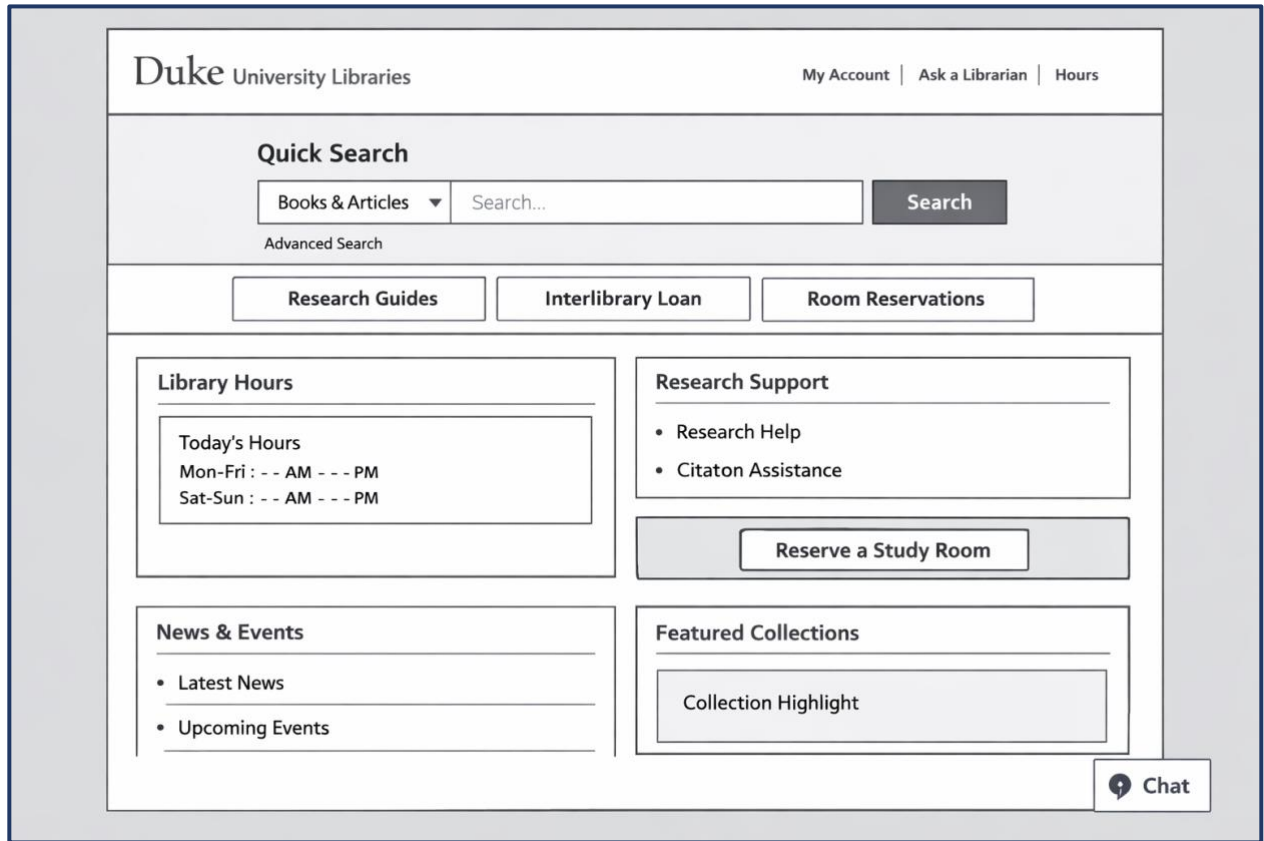 Duke University Libraries
My Account | Ask a Librarian | Hours
Quick Search
Books & Articles
Search...
Search
Advanced Search
Research Guides
Interlibrary Loan
Room Reservations
Library Hours
Today's Hours
Mon-Fri : - - AM - - - PM
Sat-Sun : - - AM - - - PM
Research Support
• Research Help
• Citaton Assistance
Reserve a Study Room
News & Events
• Latest News
• Upcoming Events
Featured Collections
Collection Highlight
Chat